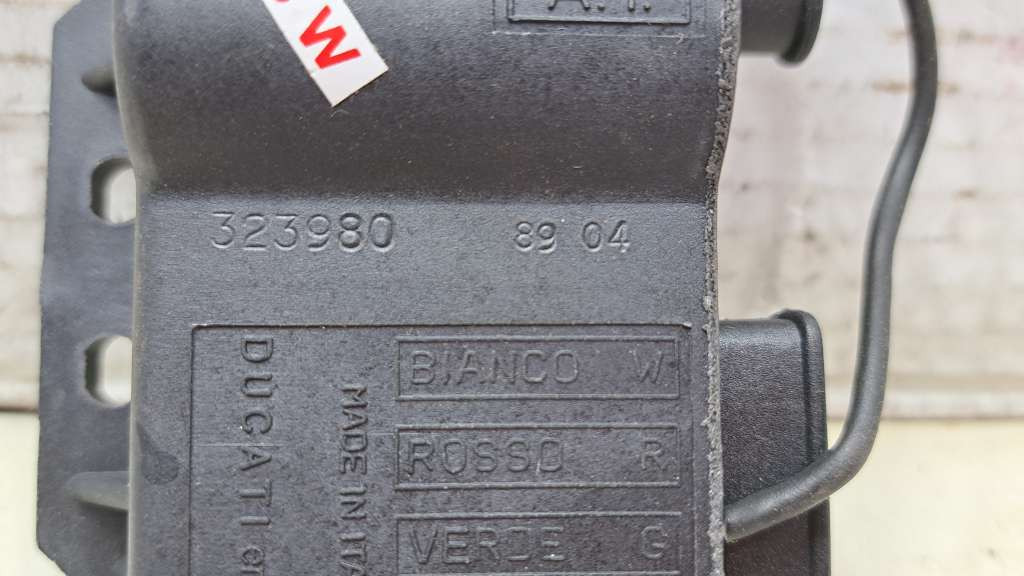 W
A.T.
323980 89 04
BIANCO W
ROSSO R
VERDE G
MADE IN ITA
DUCATI